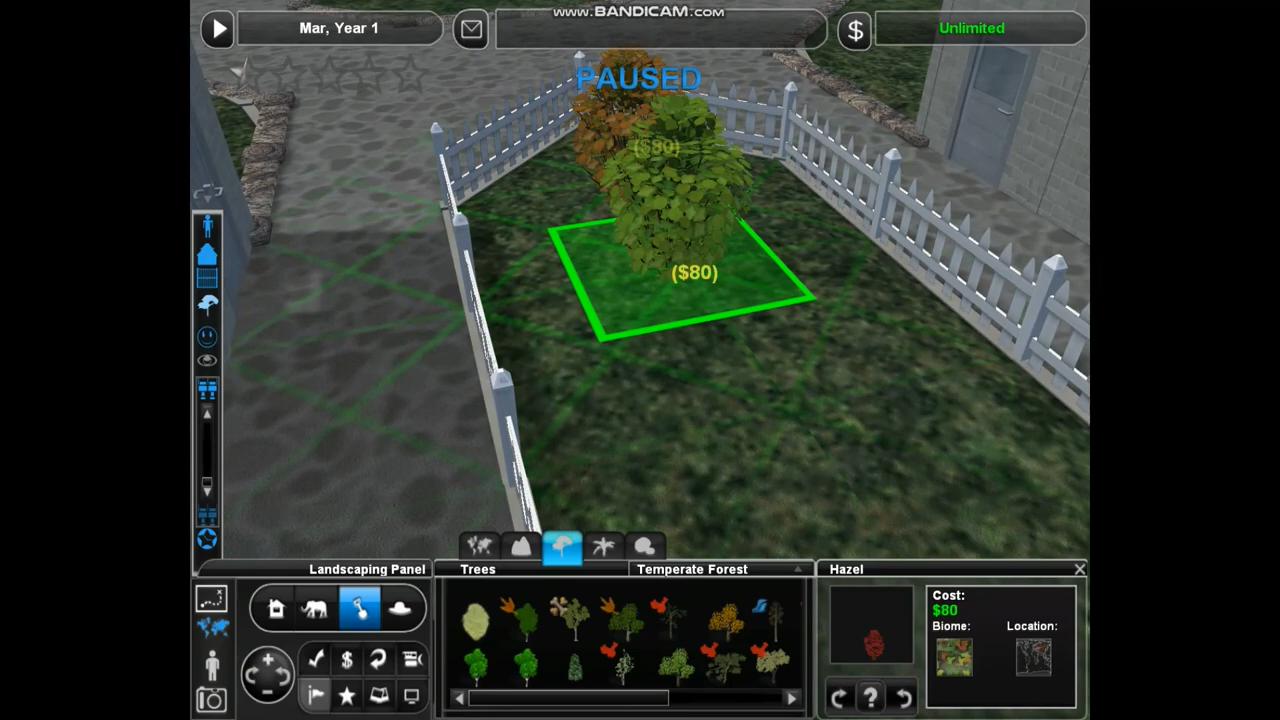 www.BANDICAM.com
Mar, Year 1
$
Unlimited
PAUSED
($80)
($80)
Landscaping Panel
Trees
Temperate Forest
Hazel
Cost:
$80
Biome:
Location:
$
?